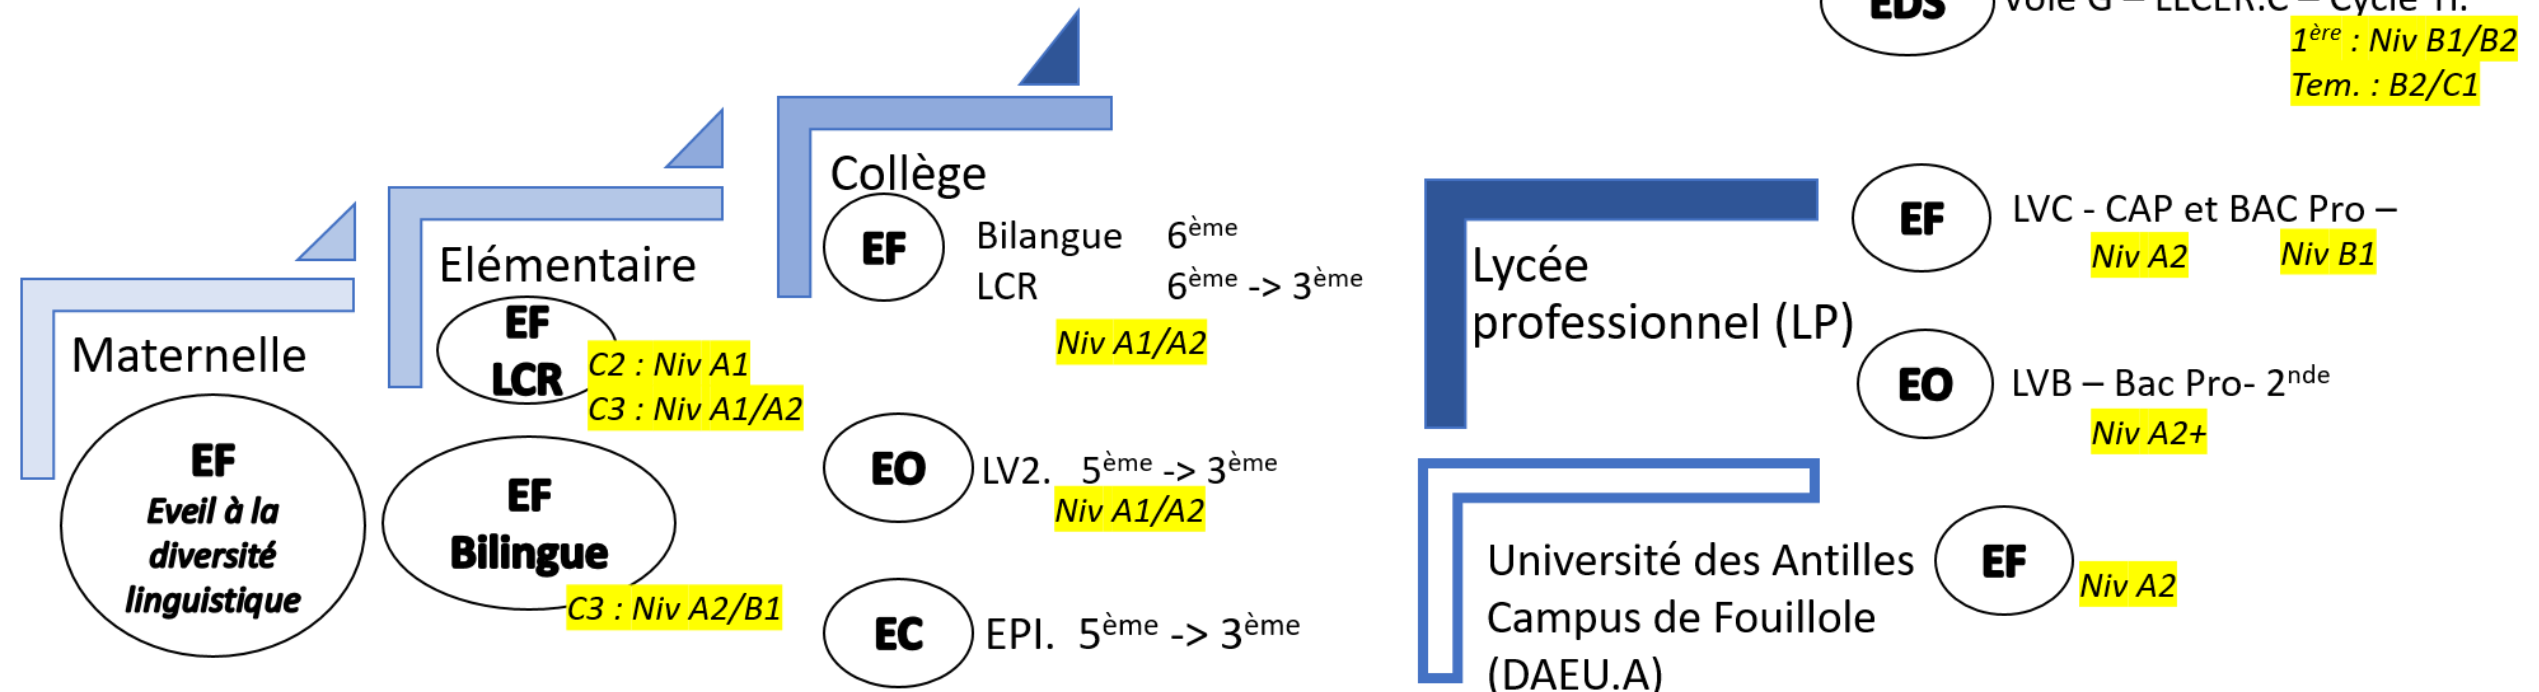 Maternelle
EF
Eveil à la
diversité
linguistique
Elémentaire
EF
LCR
C2 : Niv A1
C3 : Niv A1/A2
EF
Bilingue
C3 : Niv A2/B1
Collège
EF
Bilangue 6ème
LCR 6ème -> 3ème
Niv A1/A2
EO
LV2. 5ème -> 3ème
Niv A1/A2
EC
EPI. 5ème -> 3ème
EDS
Voie G – LLCER.C – Cycle
1ère : Niv B1/B2
Tem. : B2/C1
Lycée
professionnel (LP)
EF
LVC - CAP et BAC Pro –
Niv A2 Niv B1
EO
LVB – Bac Pro- 2nde
Niv A2+
Université des Antilles
Campus de Fouillole
(DAEU.A)
EF
Niv A2